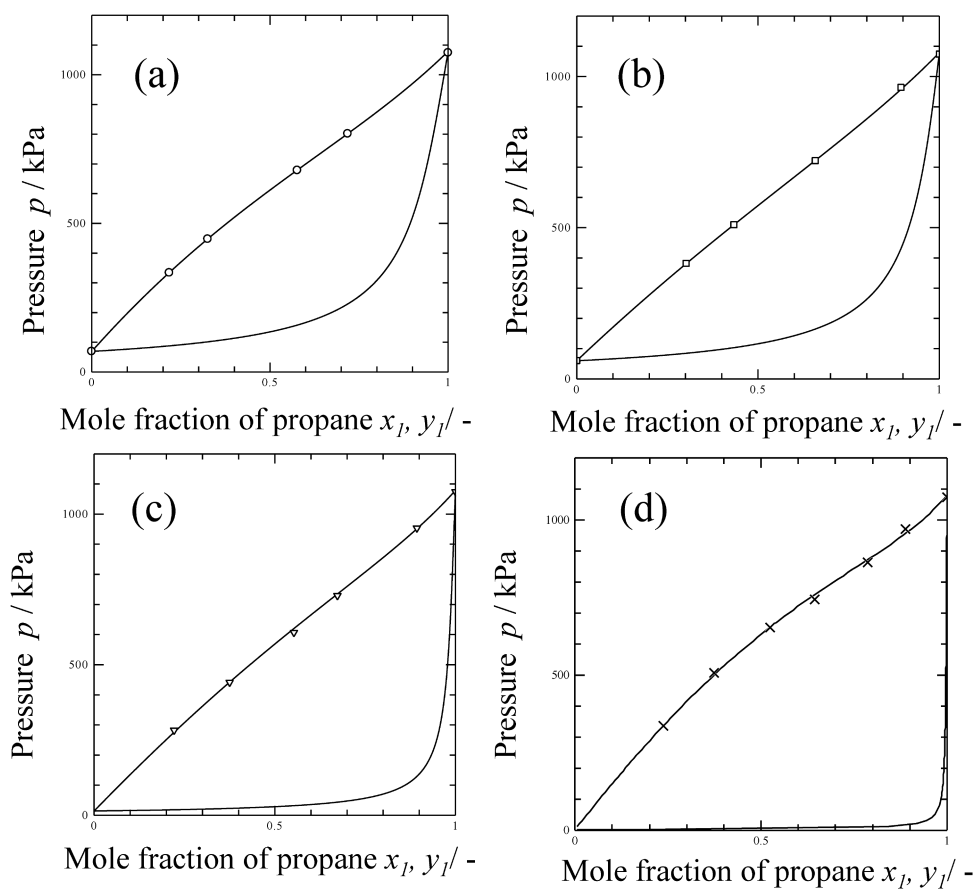 (a)
1000
500
0
0
0.5
1
Pressure p / kPa
Mole fraction of propane x1, y1/ -
(b)
1000
500
0
0
0.5
1
Pressure p / kPa
Mole fraction of propane x1, y1/ -
(c)
1000
500
0
0
0.5
1
Pressure p / kPa
Mole fraction of propane x1, y1/ -
(d)
1000
500
0
0
0.5
1
Pressure p / kPa
Mole fraction of propane x1, y1/ -